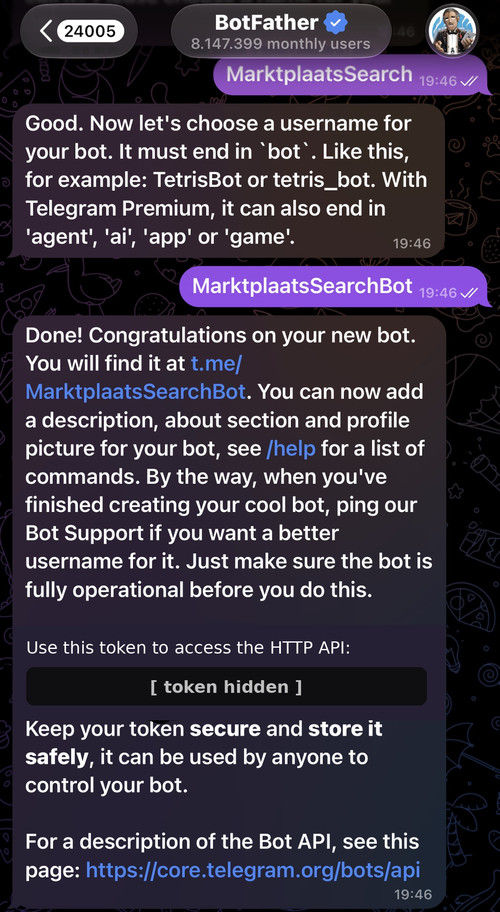 24005
BotFather
8.147.399 monthly users
MarktplaatsSearch 19:46
Good. Now let's choose a username for
your bot. It must end in `bot`. Like this,
for example: TetrisBot or tetris_bot. With
Telegram Premium, it can also end in
'agent', 'ai', 'app' or 'game'.
19:46
MarktplaatsSearchBot 19:46
Done! Congratulations on your new bot.
You will find it at t.me/
MarktplaatsSearchBot. You can now add
a description, about section and profile
picture for your bot, see /help for a list of
commands. By the way, when you've
finished creating your cool bot, ping our
Bot Support if you want a better
username for it. Just make sure the bot is
fully operational before you do this.
Use this token to access the HTTP API:
[ token hidden ]
Keep your token secure and store it
safely, it can be used by anyone to
control your bot.
For a description of the Bot API, see this
page: https://core.telegram.org/bots/api
19:46